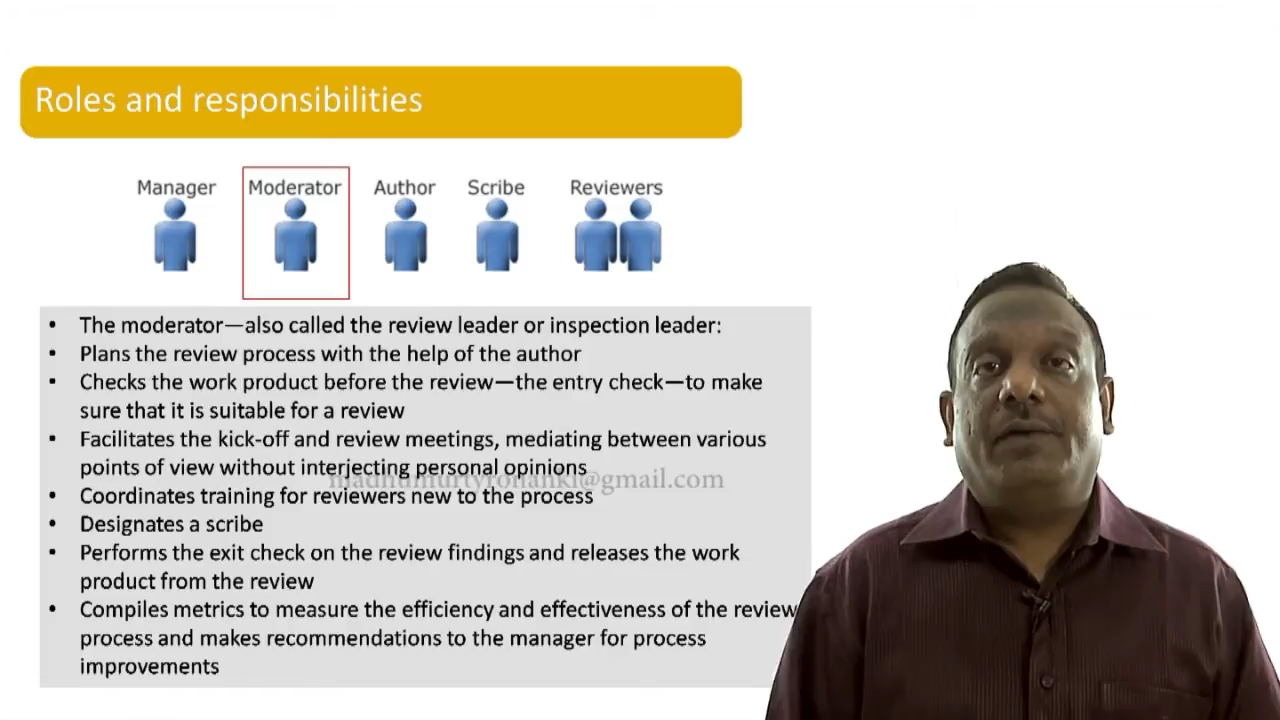 Roles and responsibilities
Manager Moderator Author Scribe Reviewers
• The moderator—also called the review leader or inspection leader:
• Plans the review process with the help of the author
• Checks the work product before the review—the entry check—to make
sure that it is suitable for a review
• Facilitates the kick-off and review meetings, mediating between various
points of view without interjecting personal opinions
• Coordinates training for reviewers new to the process
• Designates a scribe
• Performs the exit check on the review findings and releases the work
product from the review
• Compiles metrics to measure the efficiency and effectiveness of the review
process and makes recommendations to the manager for process
improvements